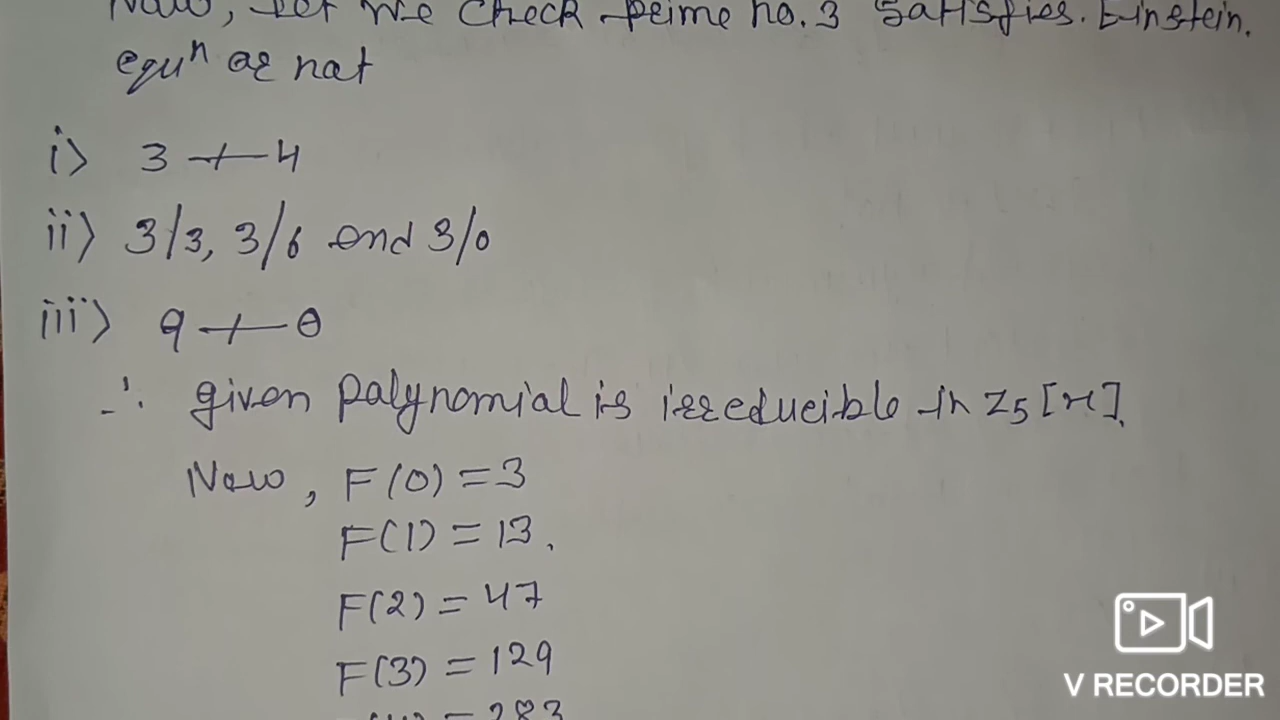 Now, let we check prime no. 3 satisfies. Einstein.
equⁿ or not
i) 3 ∤ 4
ii) 3/3, 3/6 and 3/0
iii) 9 ∤ 0
∴ given polynomial is irreducible in Z5 [x].
Now, F(0) = 3
F(1) = 13.
F(2) = 47
F(3) = 129
= 283
V RECORDER